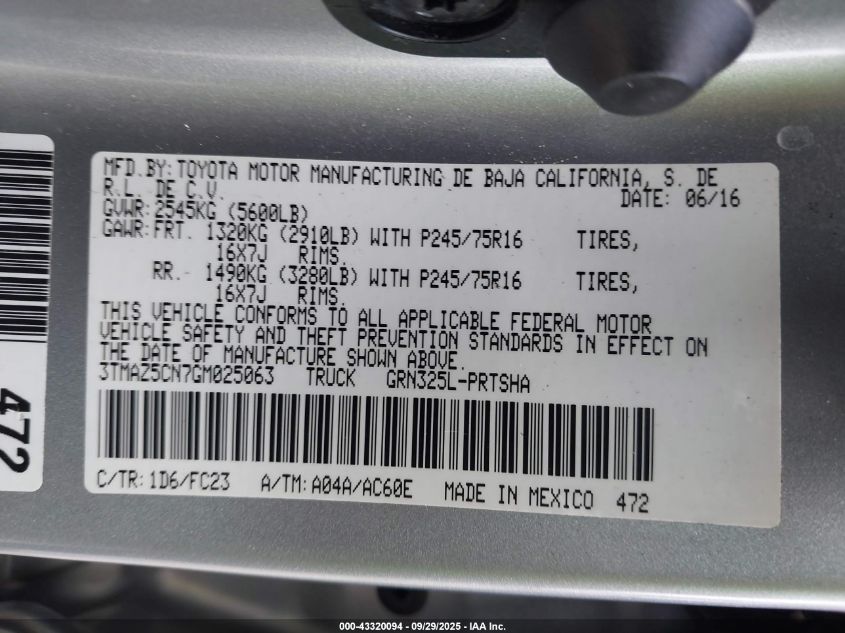 MFD.BY: TOYOTA MOTOR MANUFACTURING DE BAJA CALIFORNIA, S. DE
R.L. DE C.V.
DATE: 06/16
GVWR: 2545KG (5600LB)
GAWR: FRT. 1320KG (2910LB) WITH P245/75R16 TIRES,
16X7J RIMS.
RR. 1490KG (3280LB) WITH P245/75R16 TIRES,
16X7J RIMS.
THIS VEHICLE CONFORMS TO ALL APPLICABLE FEDERAL MOTOR
VEHICLE SAFETY AND THEFT PREVENTION STANDARDS IN EFFECT ON
THE DATE OF MANUFACTURE SHOWN ABOVE.
3TMAZ5CN7GM025063 TRUCK GRN325L-PRTSHA
C/TR: 1D6/FC23 A/TM: A04A/AC60E MADE IN MEXICO 472
472
000-43320094 - 09/29/2025 - IAA Inc.